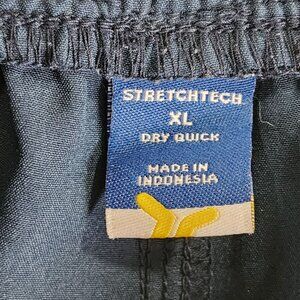 STRETCHTECH
XL
DRY QUICK
MADE IN
INDONESIA